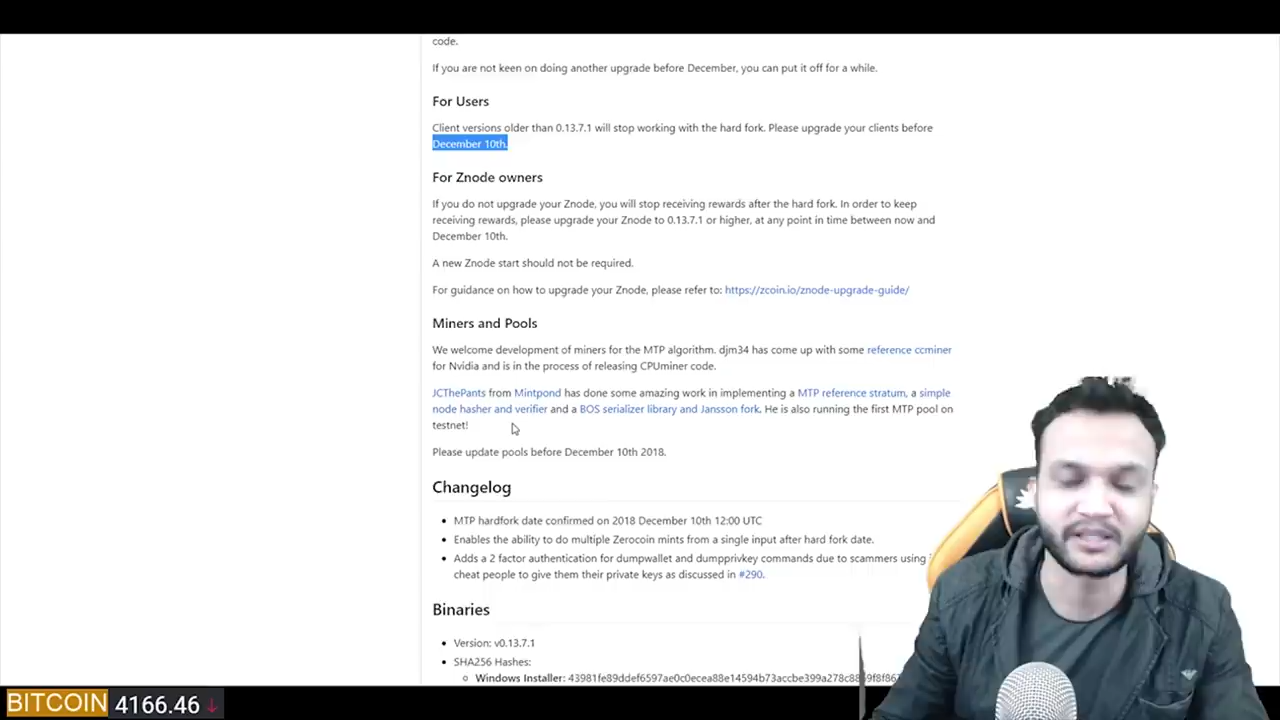 code.
If you are not keen on doing another upgrade before December, you can put it off for a while.
For Users
Client versions older than 0.13.7.1 will stop working with the hard fork. Please upgrade your clients before
December 10th.
For Znode owners
If you do not upgrade your Znode, you will stop receiving rewards after the hard fork. In order to keep
receiving rewards, please upgrade your Znode to 0.13.7.1 or higher, at any point in time between now and
December 10th.
A new Znode start should not be required.
For guidance on how to upgrade your Znode, please refer to: https://zcoin.io/znode-upgrade-guide/
Miners and Pools
We welcome development of miners for the MTP algorithm. djm34 has come up with some reference ccminer
for Nvidia and is in the process of releasing CPUminer code.
JCThePants from Mintpond has done some amazing work in implementing a MTP reference stratum, a simple
node hasher and verifier and a BOS serializer library and Jansson fork. He is also running the first MTP pool on
testnet!
Please update pools before December 10th 2018.
Changelog
• MTP hardfork date confirmed on 2018 December 10th 12:00 UTC
• Enables the ability to do multiple Zerocoin mints from a single input after hard fork date.
• Adds a 2 factor authentication for dumpwallet and dumpprivkey commands due to scammers using
cheat people to give them their private keys as discussed in #290.
Binaries
• Version: v0.13.7.1
• SHA256 Hashes:
Windows Installer:
BITCOIN 4166.46